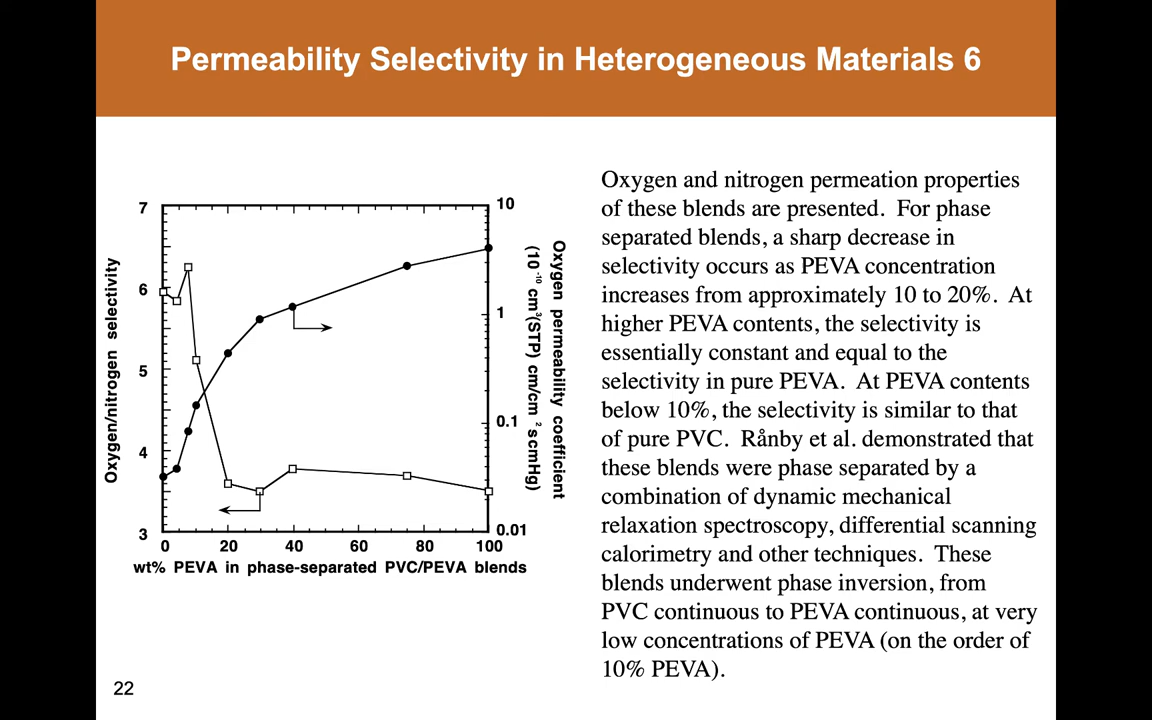 Permeability Selectivity in Heterogeneous Materials 6
Oxygen/nitrogen selectivity
7
6
5
4
3
10
1
0.1
0.01
Oxygen permeability coefficient
(10 -10 cm3(STP) cm/cm 2 s cmHg)
0 20 40 60 80 100
wt% PEVA in phase-separated PVC/PEVA blends
Oxygen and nitrogen permeation properties
of these blends are presented. For phase
separated blends, a sharp decrease in
selectivity occurs as PEVA concentration
increases from approximately 10 to 20%. At
higher PEVA contents, the selectivity is
essentially constant and equal to the
selectivity in pure PEVA. At PEVA contents
below 10%, the selectivity is similar to that
of pure PVC. Rånby et al. demonstrated that
these blends were phase separated by a
combination of dynamic mechanical
relaxation spectroscopy, differential scanning
calorimetry and other techniques. These
blends underwent phase inversion, from
PVC continuous to PEVA continuous, at very
low concentrations of PEVA (on the order of
10% PEVA).
22